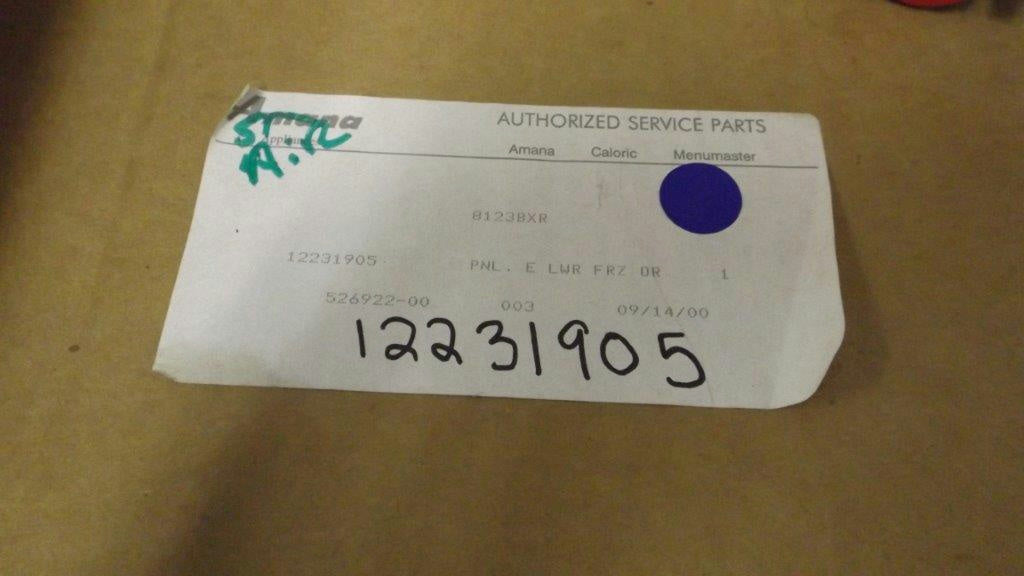 Amana
AUTHORIZED SERVICE PARTS
Amana Caloric Menumaster
8123BXR
12231905 PNL. E LWR FRZ DR 1
526922-00 003 09/14/00
12231905